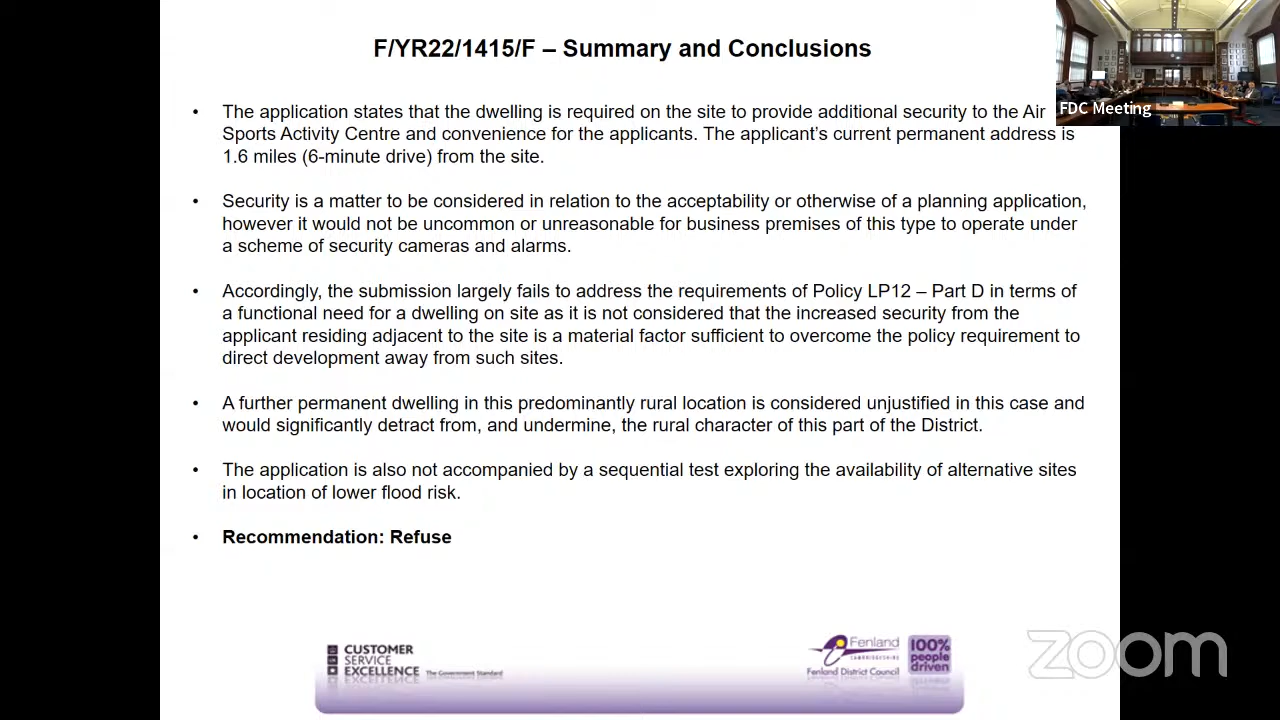 F/YR22/1415/F – Summary and Conclusions
FDC Meeting
• The application states that the dwelling is required on the site to provide additional security to the Air
Sports Activity Centre and convenience for the applicants. The applicant's current permanent address is
1.6 miles (6-minute drive) from the site.
• Security is a matter to be considered in relation to the acceptability or otherwise of a planning application,
however it would not be uncommon or unreasonable for business premises of this type to operate under
a scheme of security cameras and alarms.
• Accordingly, the submission largely fails to address the requirements of Policy LP12 – Part D in terms of
a functional need for a dwelling on site as it is not considered that the increased security from the
applicant residing adjacent to the site is a material factor sufficient to overcome the policy requirement to
direct development away from such sites.
• A further permanent dwelling in this predominantly rural location is considered unjustified in this case and
would significantly detract from, and undermine, the rural character of this part of the District.
• The application is also not accompanied by a sequential test exploring the availability of alternative sites
in location of lower flood risk.
• Recommendation: Refuse
CUSTOMER
SERVICE
EXCELLENCE
The Government Standard
Fenland
CAMBRIDGESHIRE
Fenland District Council
100%
people
driven
zoom